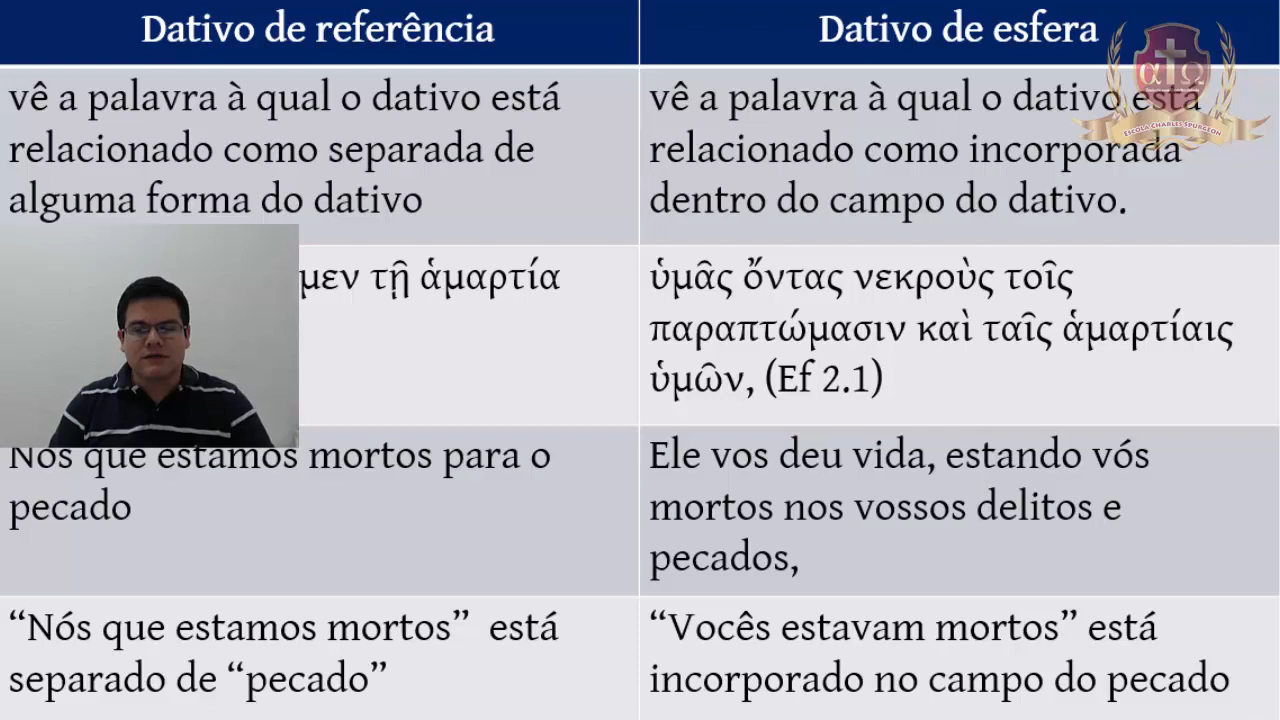 Dativo de referência
Dativo de esfera
vê a palavra à qual o dativo está
relacionado como separada de
alguma forma do dativo
vê a palavra à qual o dativo está
relacionado como incorporada
dentro do campo do dativo.
μεν τῇ ἁμαρτία
ὑμᾶς ὄντας νεκροὺς τοῖς
παραπτώμασιν καὶ ταῖς ἁμαρτίαις
ὑμῶν, (Ef 2.1)
Nós que estamos mortos para o
pecado
Ele vos deu vida, estando vós
mortos nos vossos delitos e
pecados,
“Nós que estamos mortos” está
separado de “pecado”
“Vocês estavam mortos” está
incorporado no campo do pecado
α Ω
ESCOLA CHARLES SPURGEON